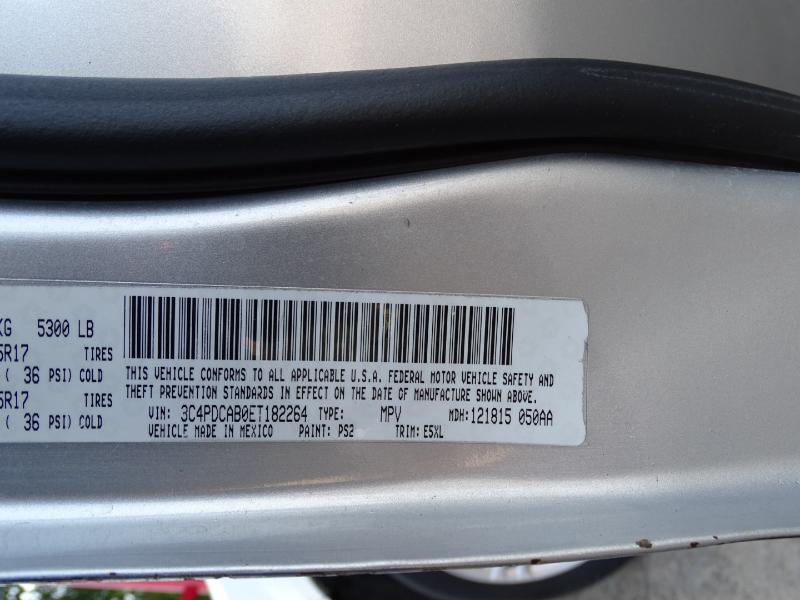 KG 5300 LB
5R17 TIRES
( 36 PSI) COLD
5R17 TIRES
( 36 PSI) COLD
THIS VEHICLE CONFORMS TO ALL APPLICABLE U.S.A. FEDERAL MOTOR VEHICLE SAFETY AND
THEFT PREVENTION STANDARDS IN EFFECT ON THE DATE OF MANUFACTURE SHOWN ABOVE.
VIN: 3C4PDCAB0ET182264 TYPE: MPV MDH: 121815 050AA
VEHICLE MADE IN MEXICO PAINT: PS2 TRIM: E5XL